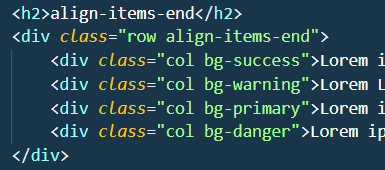 <h2>align-items-end</h2>
<div class="row align-items-end">
<div class="col bg-success">Lorem i
<div class="col bg-warning">Lorem L
<div class="col bg-primary">Lorem i
<div class="col bg-danger">Lorem ip
</div>